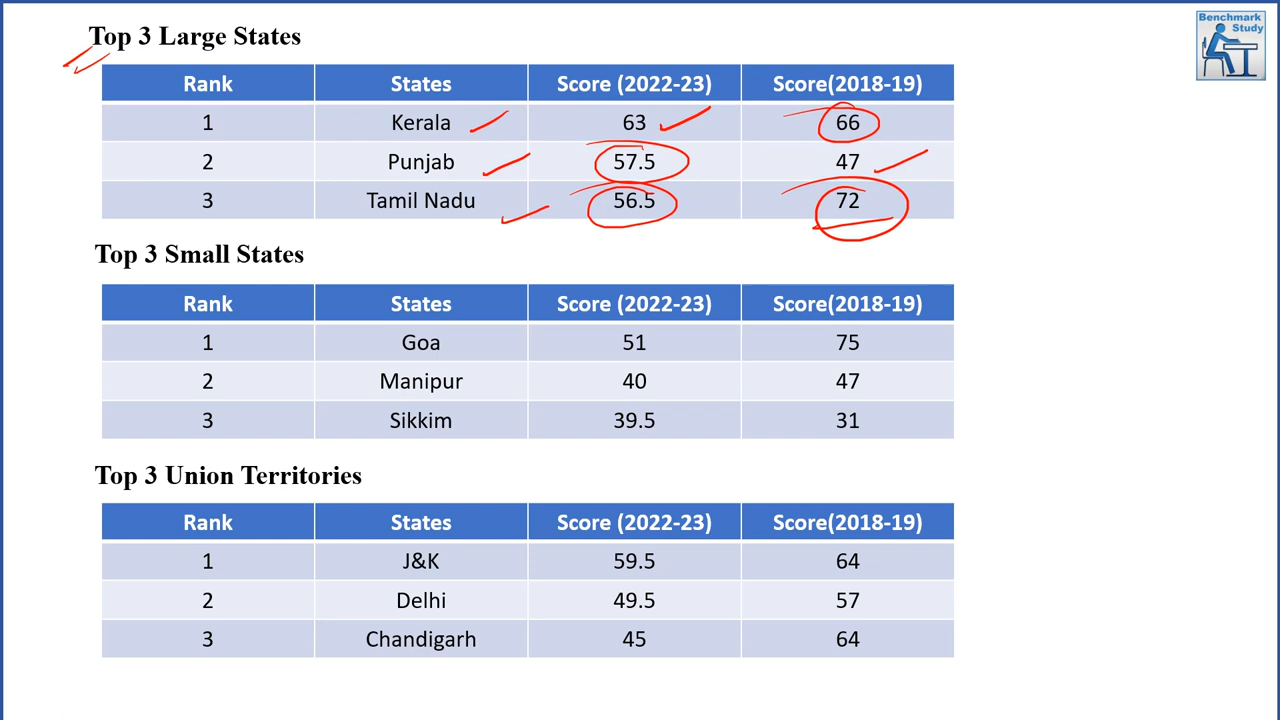 Benchmark
Study
Top 3 Large States
Rank States Score (2022-23) Score(2018-19)
1 Kerala 63 66
2 Punjab 57.5 47
3 Tamil Nadu 56.5 72
Top 3 Small States
Rank States Score (2022-23) Score(2018-19)
1 Goa 51 75
2 Manipur 40 47
3 Sikkim 39.5 31
Top 3 Union Territories
Rank States Score (2022-23) Score(2018-19)
1 J&K 59.5 64
2 Delhi 49.5 57
3 Chandigarh 45 64